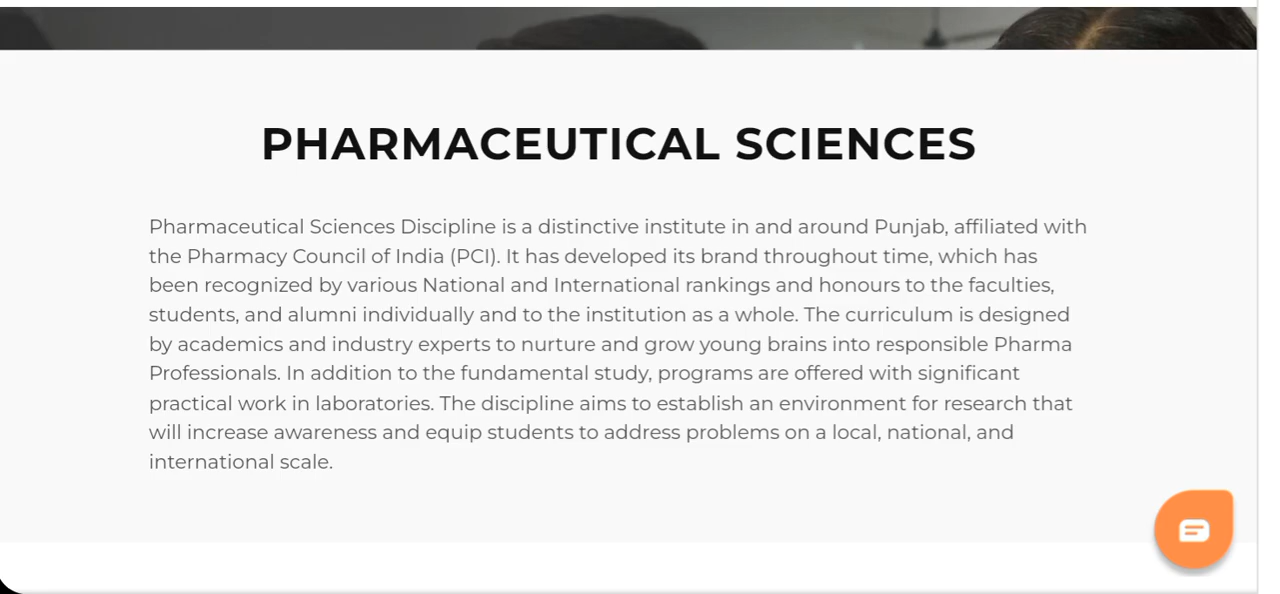 PHARMACEUTICAL SCIENCES
Pharmaceutical Sciences Discipline is a distinctive institute in and around Punjab, affiliated with
the Pharmacy Council of India (PCI). It has developed its brand throughout time, which has
been recognized by various National and International rankings and honours to the faculties,
students, and alumni individually and to the institution as a whole. The curriculum is designed
by academics and industry experts to nurture and grow young brains into responsible Pharma
Professionals. In addition to the fundamental study, programs are offered with significant
practical work in laboratories. The discipline aims to establish an environment for research that
will increase awareness and equip students to address problems on a local, national, and
international scale.